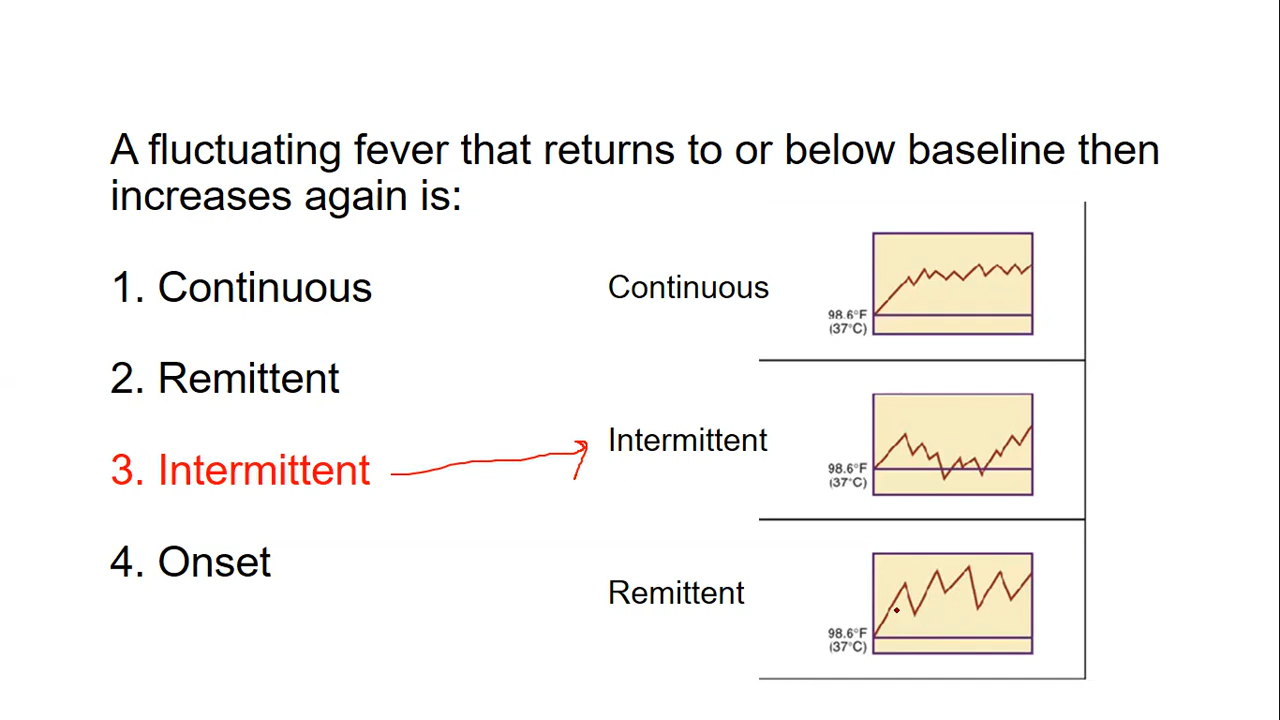 A fluctuating fever that returns to or below baseline then
increases again is:
1. Continuous
2. Remittent
3. Intermittent
4. Onset
Continuous
98.6°F
(37°C)
Intermittent
98.6°F
(37°C)
Remittent
98.6°F
(37°C)